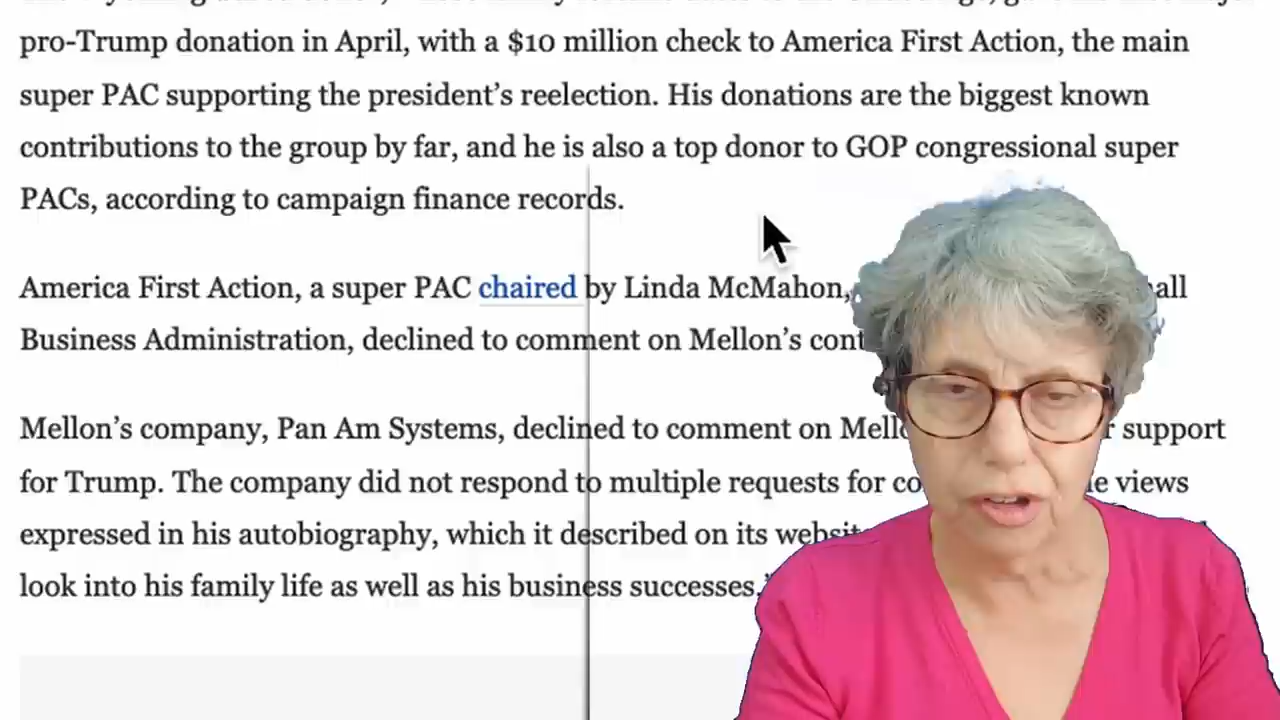 pro-Trump donation in April, with a $10 million check to America First Action, the main
super PAC supporting the president’s reelection. His donations are the biggest known
contributions to the group by far, and he is also a top donor to GOP congressional super
PACs, according to campaign finance records.
America First Action, a super PAC chaired by Linda McMahon,
Business Administration, declined to comment on Mellon’s
Mellon’s company, Pan Am Systems, declined to comment on support
for Trump. The company did not respond to multiple requests for views
expressed in his autobiography, which it described on its
look into his family life as well as his business successes,